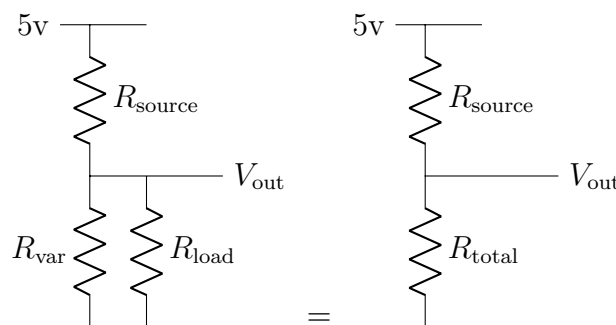 5v 5v
R_source R_source
V_out V_out
R_var R_load R_total
=